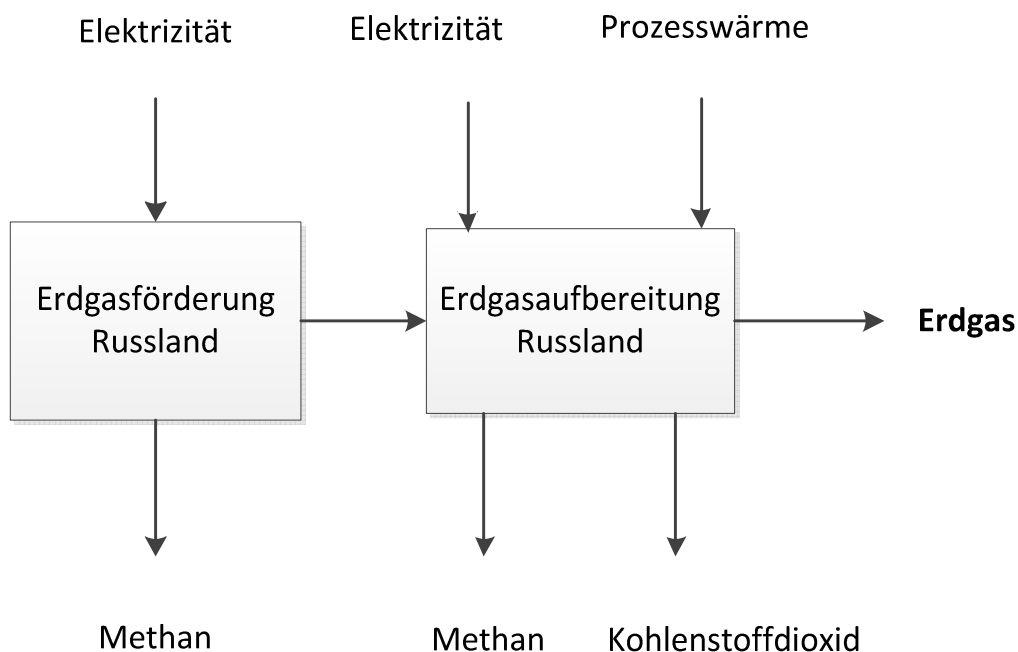 Elektrizität
Elektrizität
Prozesswärme
Erdgasförderung
Russland
Erdgasaufbereitung
Russland
Erdgas
Methan
Methan
Kohlenstoffdioxid